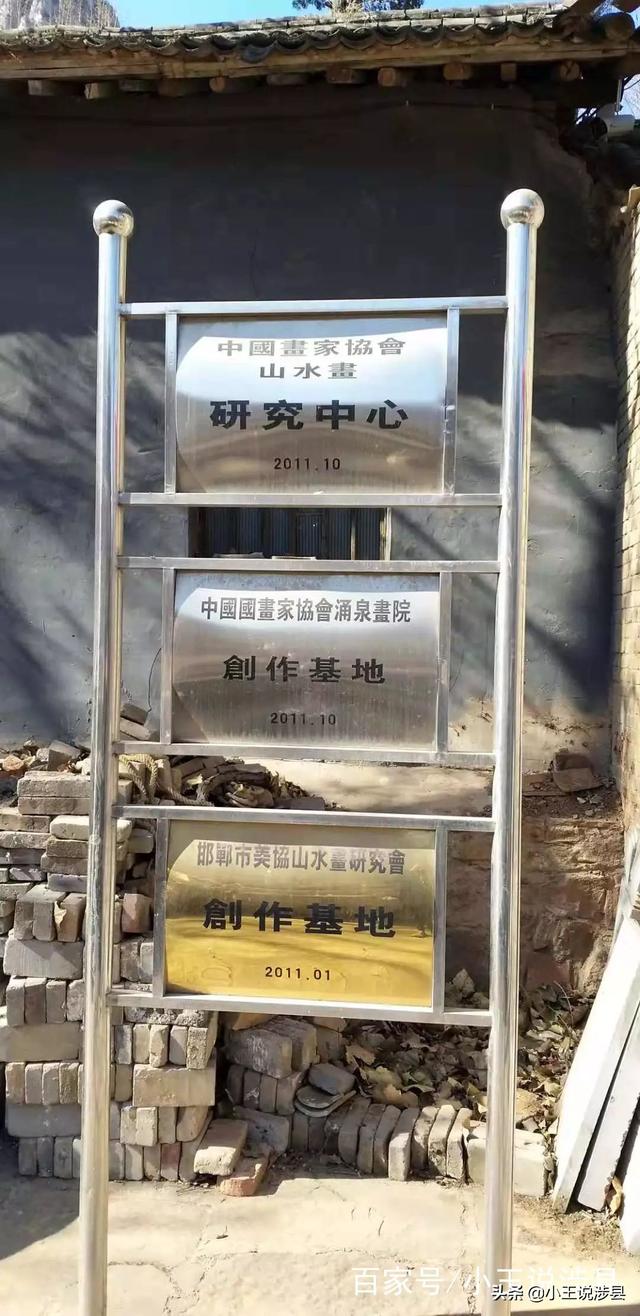 中國畫家協會
山水畫
研究中心
2011.10
中國國畫家協會涌泉畫院
創作基地
2011.10
邯鄲市美協山水畫研究會
創作基地
2011.01
百家号/小王说涉县
头条 @小王说涉县